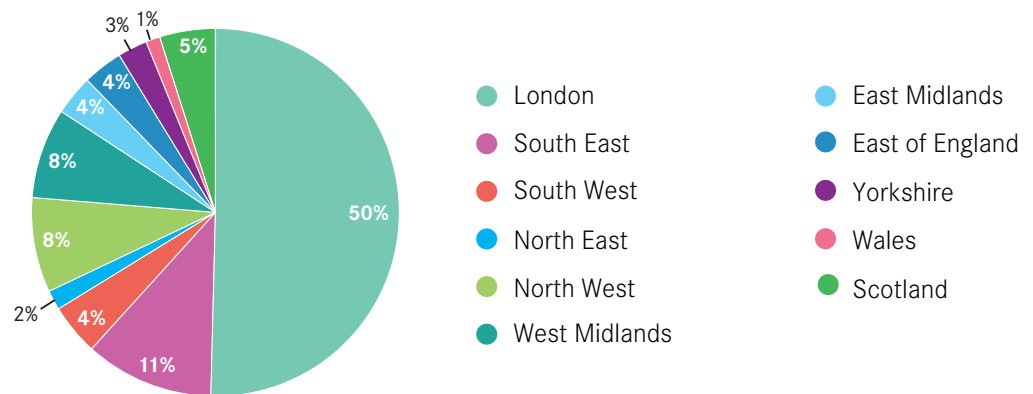 3%
1%
5%
4%
4%
8%
50%
8%
2%
4%
11%
London
South East
South West
North East
North West
West Midlands
East Midlands
East of England
Yorkshire
Wales
Scotland